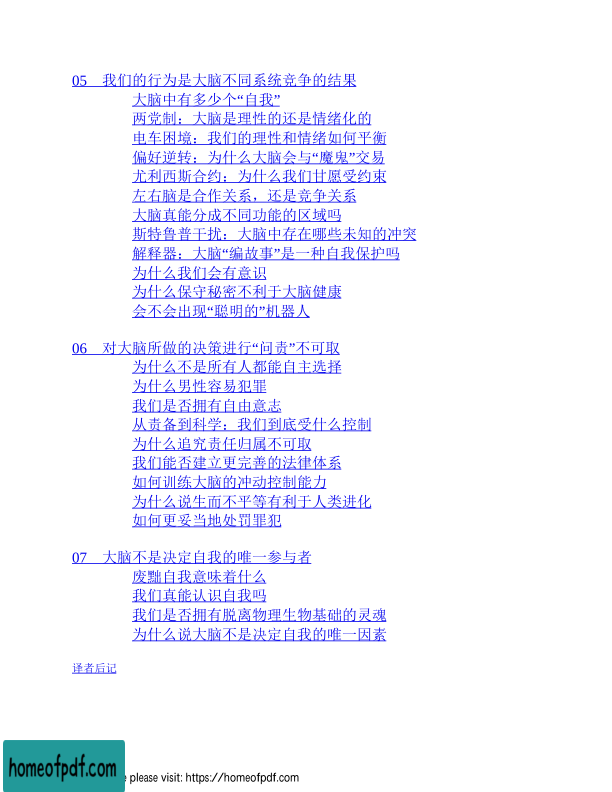 05 我们的行为是大脑不同系统竞争的结果
大脑中有多少个“自我”
两党制：大脑是理性的还是情绪化的
电车困境：我们的理性和情绪如何平衡
偏好逆转：为什么大脑会与“魔鬼”交易
尤利西斯合约：为什么我们甘愿受约束
左右脑是合作关系，还是竞争关系
大脑真能分成不同功能的区域吗
斯特鲁普干扰：大脑中存在哪些未知的冲突
解释器：大脑“编故事”是一种自我保护吗
为什么我们会有意识
为什么保守秘密不利于大脑健康
会不会出现“聪明的”机器人
06 对大脑所做的决策进行“问责”不可取
为什么不是所有人都能自主选择
为什么男性容易犯罪
我们是否拥有自由意志
从责备到科学：我们到底受什么控制
为什么追究责任归属不可取
我们能否建立更完善的法律体系
如何训练大脑的冲动控制能力
为什么说生而不平等有利于人类进化
如何更妥当地处罚罪犯
07 大脑不是决定自我的唯一参与者
废黜自我意味着什么
我们真能认识自我吗
我们是否拥有脱离物理生物基础的灵魂
为什么说大脑不是决定自我的唯一因素
译者后记
homeofpdf.com
please visit: https://homeofpdf.com